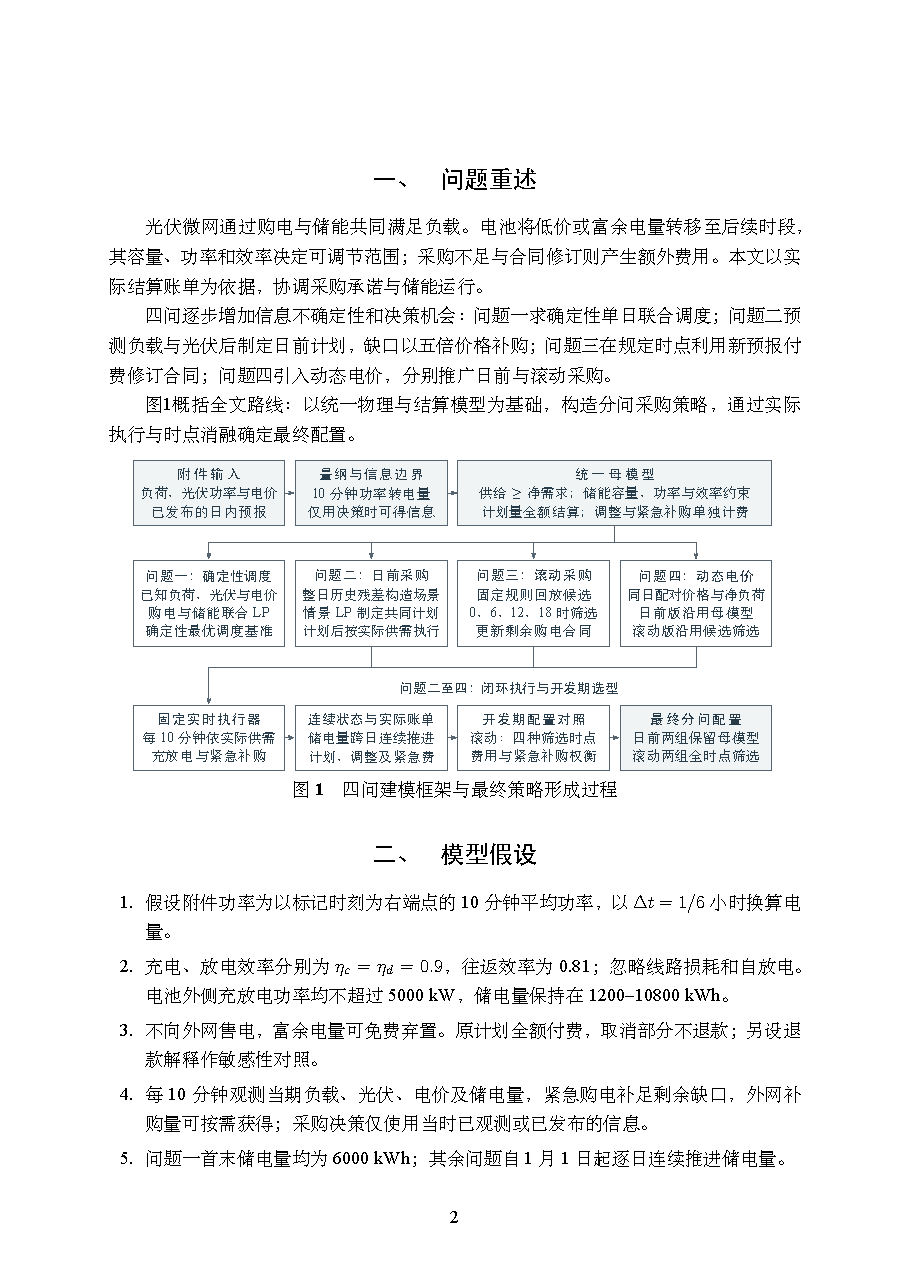 一、 问题重述
光伏微网通过购电与储能共同满足负载。电池将低价或富余电量转移至后续时段，
其容量、功率和效率决定可调节范围；采购不足与合同修订则产生额外费用。本文以实
际结算账单为依据，协调采购承诺与储能运行。
四问逐步增加信息不确定性和决策机会：问题一求确定性单日联合调度；问题二预
测负载与光伏后制定日前计划，缺口以五倍价格补购；问题三在规定时点利用新预报付
费修订合同；问题四引入动态电价，分别推广日前与滚动采购。
图1概括全文路线：以统一物理与结算模型为基础，构造分问采购策略，通过实际
执行与时点消融确定最终配置。
附件输入
负荷、光伏功率与电价
已发布的日内预报
量纲与信息边界
10 分钟功率转电量
仅用决策时可得信息
统一母模型
供给 ≥ 净需求；储能容量、功率与效率约束
计划量全额结算；调整与紧急补购单独计费
问题一：确定性调度
已知负荷、光伏与电价
购电与储能联合 LP
确定性最优调度基准
问题二：日前采购
整日历史残差构造场景
情景 LP 制定共同计划
计划后按实际供需执行
问题三：滚动采购
固定规则回放候选
0、6、12、18 时筛选
更新剩余购电合同
问题四：动态电价
同日配对价格与净负荷
日前版沿用母模型
滚动版沿用候选筛选
问题二至四：闭环执行与开发期选型
固定实时执行器
每 10 分钟依实际供需
充放电与紧急补购
连续状态与实际账单
储电量跨日连续推进
计划、调整及紧急费
开发期配置对照
滚动：四种筛选时点
费用与紧急补购权衡
最终分问配置
日前两组保留母模型
滚动两组全时点筛选
图 1 四问建模框架与最终策略形成过程
二、 模型假设
1. 假设附件功率为以标记时刻为右端点的 10 分钟平均功率，以 Δt = 1/6 小时换算电
量。
2. 充电、放电效率分别为 ηc = ηd = 0.9，往返效率为 0.81；忽略线路损耗和自放电。
电池外侧充放电功率均不超过 5000 kW，储电量保持在 1200–10800 kWh。
3. 不向外网售电，富余电量可免费弃置。原计划全额付费，取消部分不退款；另设退
款解释作敏感性对照。
4. 每 10 分钟观测当期负载、光伏、电价及储电量，紧急购电补足剩余缺口，外网补
购量可按需获得；采购决策仅使用当时已观测或已发布的信息。
5. 问题一首末储电量均为 6000 kWh；其余问题自 1 月 1 日起逐日连续推进储电量。
2